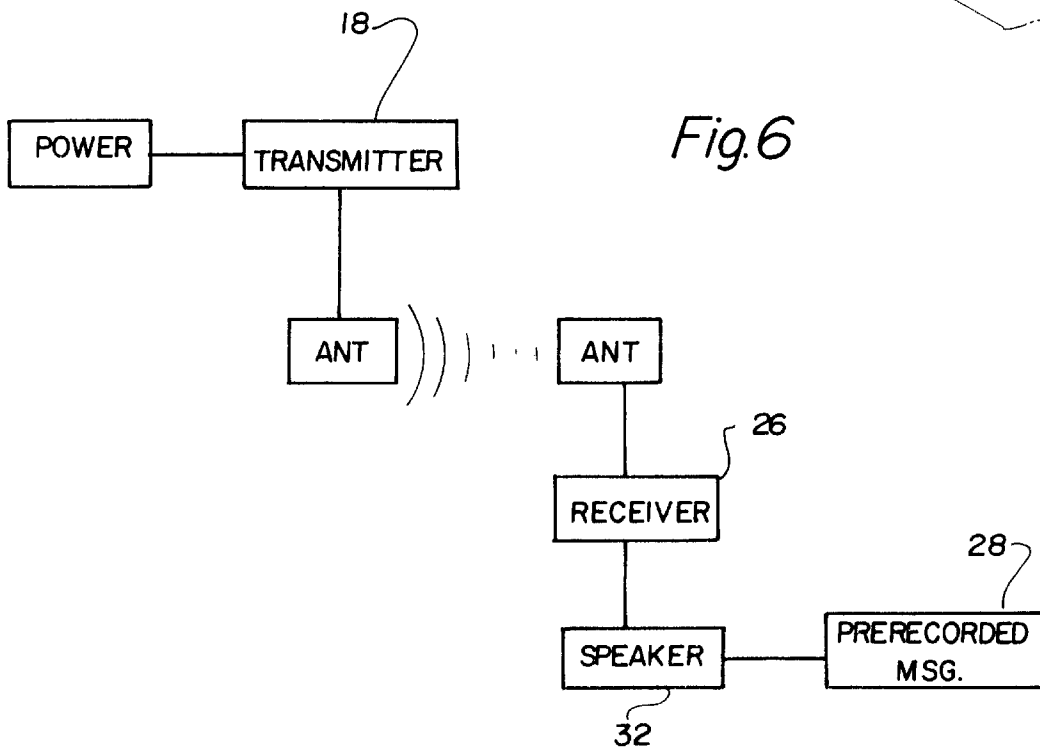 18
Fig.6
POWER
TRANSMITTER
ANT
ANT
26
RECEIVER
28
SPEAKER
PRERECORDED
MSG.
32